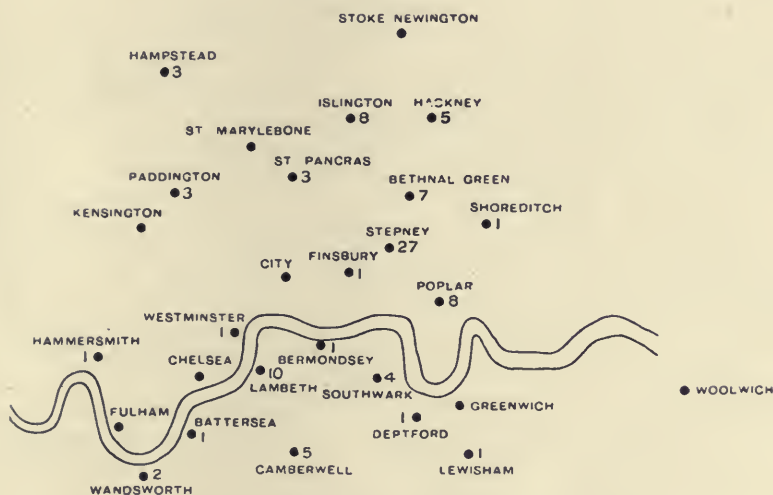 STOKE NEWINGTON
HAMPSTEAD
3
ISLINGTON
8
HACKNEY
5
ST MARYLEBONE
ST PANCRAS
3
PADDINGTON
3
BETHNAL GREEN
7
KENSINGTON
SHOREDITCH
1
STEPNEY
27
FINSBURY
1
CITY
POPLAR
8
WESTMINSTER
1
HAMMERSMITH
1
BERMONDSEY
1
CHELSEA
LAMBETH
10
SOUTHWARK
4
WOOLWICH
GREENWICH
FULHAM
BATTERSEA
1
DEPTFORD
1
CAMBERWELL
5
LEWISHAM
1
WANDSWORTH
2